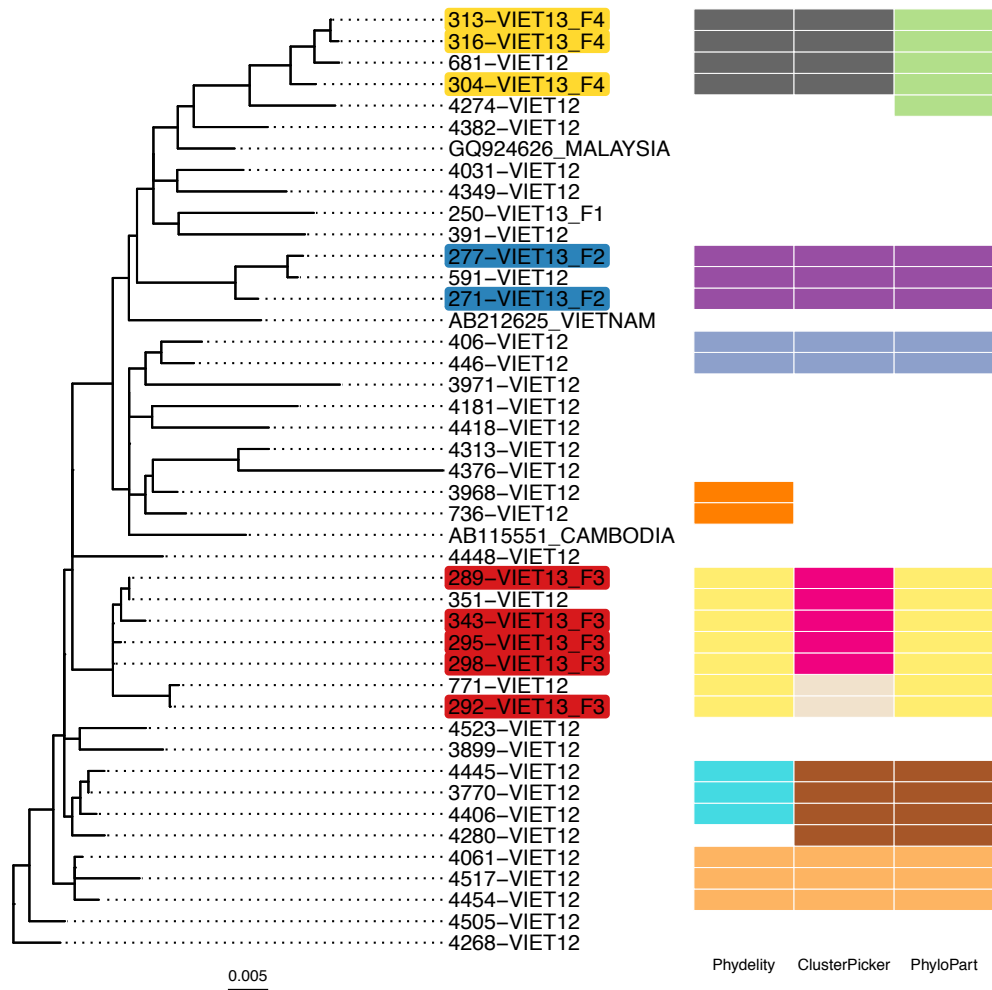 313–VIET13_F4
316–VIET13_F4
681–VIET12
304–VIET13_F4
4274–VIET12
4382–VIET12
GQ924626_MALAYSIA
4031–VIET12
4349–VIET12
250–VIET13_F1
391–VIET12
277–VIET13_F2
591–VIET12
271–VIET13_F2
AB212625_VIETNAM
406–VIET12
446–VIET12
3971–VIET12
4181–VIET12
4418–VIET12
4313–VIET12
4376–VIET12
3968–VIET12
736–VIET12
AB115551_CAMBODIA
4448–VIET12
289–VIET13_F3
351–VIET12
343–VIET13_F3
295–VIET13_F3
298–VIET13_F3
771–VIET12
292–VIET13_F3
4523–VIET12
3899–VIET12
4445–VIET12
3770–VIET12
4406–VIET12
4280–VIET12
4061–VIET12
4517–VIET12
4454–VIET12
4505–VIET12
4268–VIET12
Phydelity ClusterPicker PhyloPart
0.005